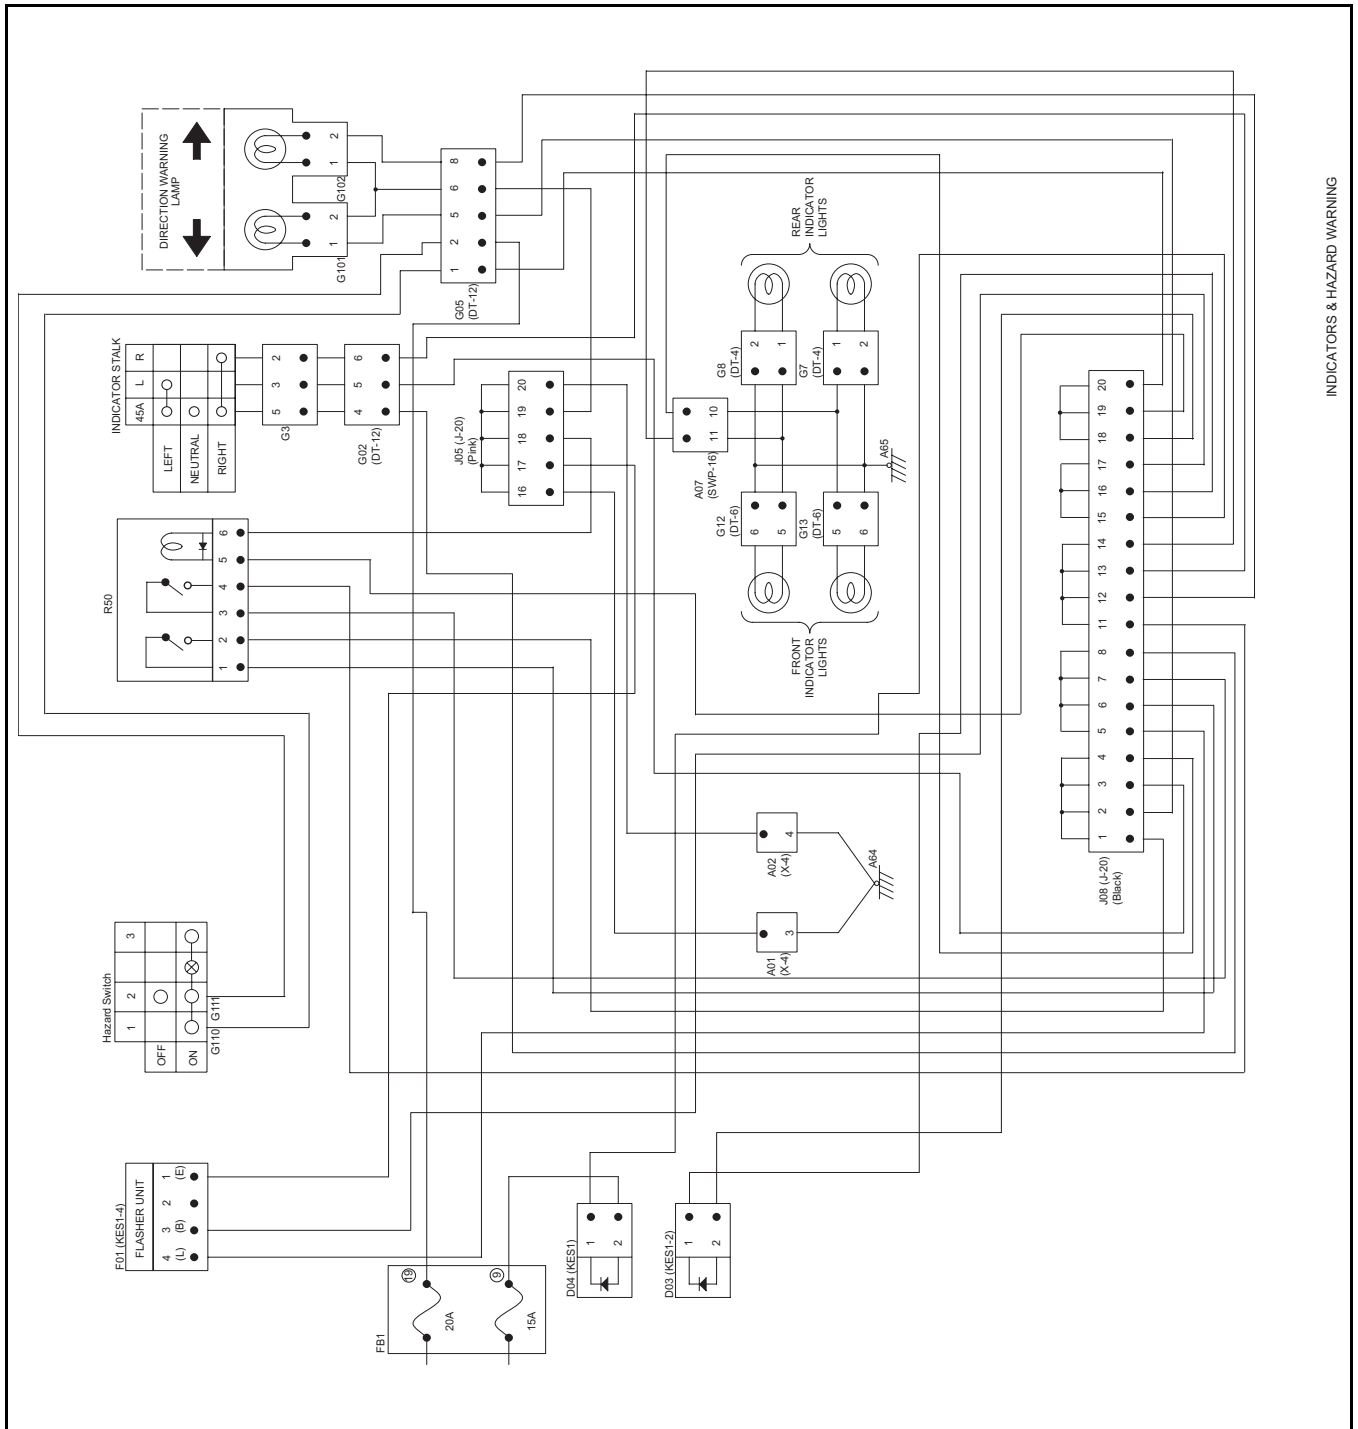 DIRECTION WARNING
LAMP
1
2
G101
1
2
G102
1
2
5
6
8
G05
(DT-12)
INDICATOR STALK
45A
L
R
LEFT
NEUTRAL
RIGHT
5
3
2
G3
4
5
6
G02
(DT-12)
16
17
18
19
20
J05 (J-20)
(Pink)
R50
1
2
3
4
5
6
REAR
INDICATOR
LIGHTS
G8
(DT-4)
2
1
G7
(DT-4)
1
2
11
10
A07
(SWP-16)
A65
G12
(DT-6)
6
5
G13
(DT-6)
5
6
FRONT
INDICATOR
LIGHTS
A02
(X-4)
4
A01
(X-4)
3
A64
J08 (J-20)
(Black)
1
2
3
4
5
6
7
8
11
12
13
14
15
16
17
18
19
20
Hazard Switch
1
2
3
OFF
ON
G110
G111
F01 (KES1-4)
FLASHER UNIT
4
3
2
1
(L)
(B)
(E)
FB1
19
20A
9
15A
D04 (KES1)
1
2
D03 (KES1-2)
1
2
INDICATORS & HAZARD WARNING